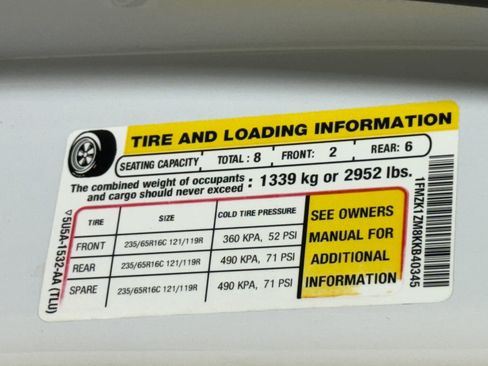 TIRE AND LOADING INFORMATION
SEATING CAPACITY TOTAL : 8 FRONT: 2 REAR: 6
The combined weight of occupants and cargo should never exceed : 1339 kg or 2952 lbs.
TIRE SIZE COLD TIRE PRESSURE
FRONT 235/65R16C 121/119R 360 KPA, 52 PSI
REAR 235/65R16C 121/119R 490 KPA, 71 PSI
SPARE 235/65R16C 121/119R 490 KPA, 71 PSI
SEE OWNERS
MANUAL FOR
ADDITIONAL
INFORMATION
▽5U5A-1532-AA (TLU)
1FMZK1ZM8KKB40345